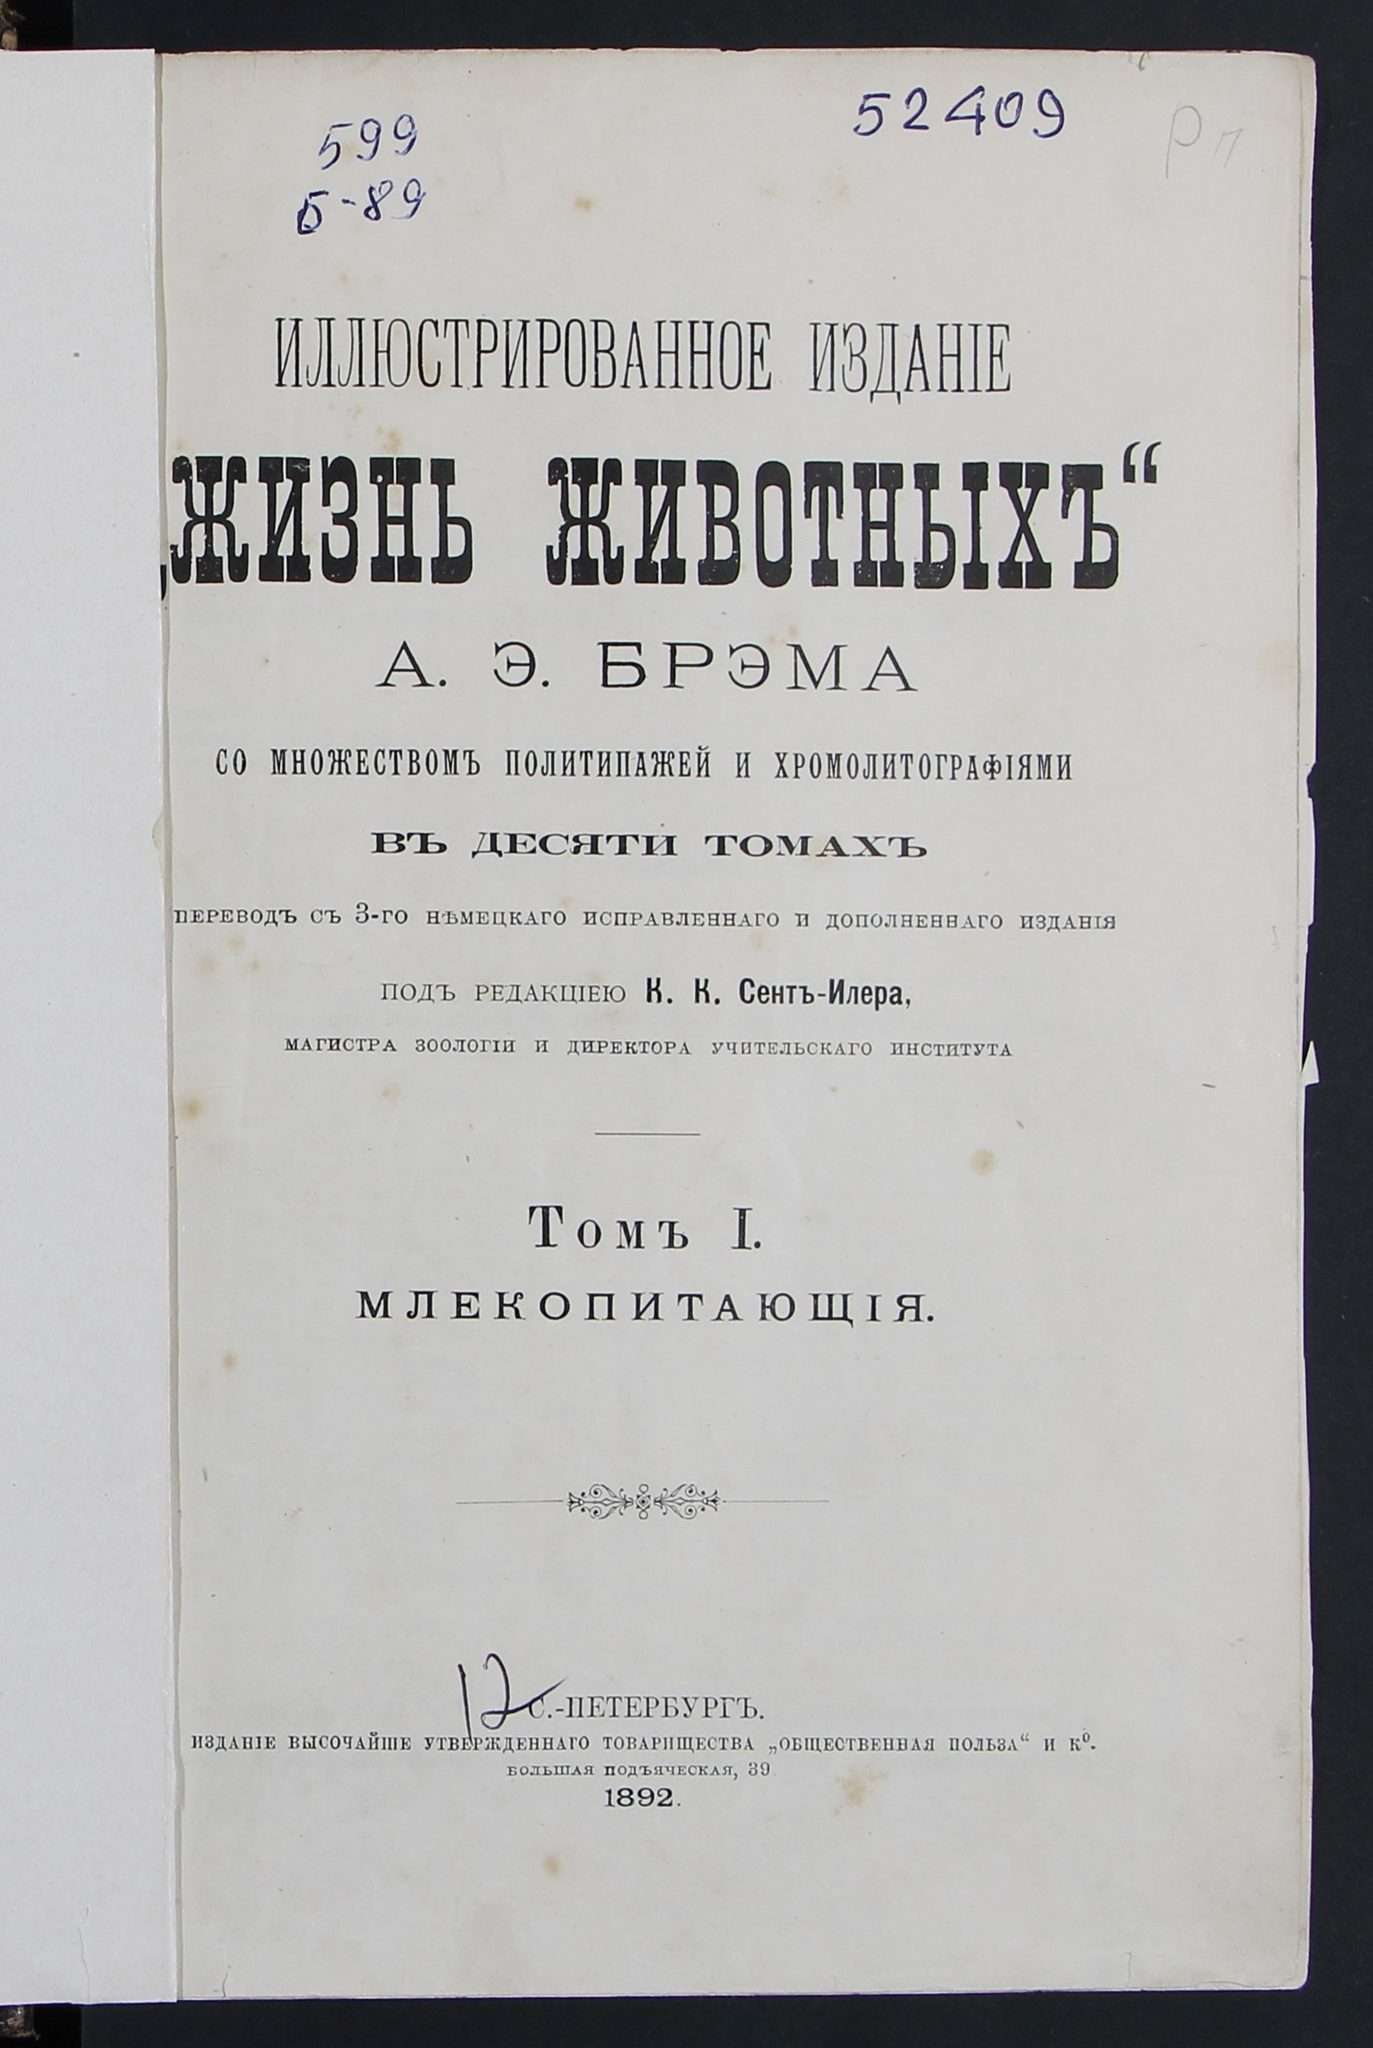 52409
599
Б-89
ИЛЛЮСТРИРОВАННОЕ ИЗДАНІЕ
„ЖИЗНЬ ЖИВОТНЫХЪ“
А. Э. БРЭМА
СО МНОЖЕСТВОМЪ ПОЛИТИПАЖЕЙ И ХРОМОЛИТОГРАФІЯМИ
ВЪ ДЕСЯТИ ТОМАХЪ
ПЕРЕВОДЪ СЪ 3-ГО НѢМЕЦКАГО ИСПРАВЛЕННАГО И ДОПОЛНЕННАГО ИЗДАНІЯ
ПОДЪ РЕДАКЦІЕЮ К. К. Сентъ-Илера,
МАГИСТРА ЗООЛОГІИ И ДИРЕКТОРА УЧИТЕЛЬСКАГО ИНСТИТУТА
Томъ I.
МЛЕКОПИТАЮЩІЯ.
12
С.-ПЕТЕРБУРГЪ.
ИЗДАНІЕ ВЫСОЧАЙШЕ УТВЕРЖДЕННАГО ТОВАРИЩЕСТВА „ОБЩЕСТВЕННАЯ ПОЛЬЗА“ И Кº.
БОЛЬШАЯ ПОДЪЯЧЕСКАЯ, 39
1892.